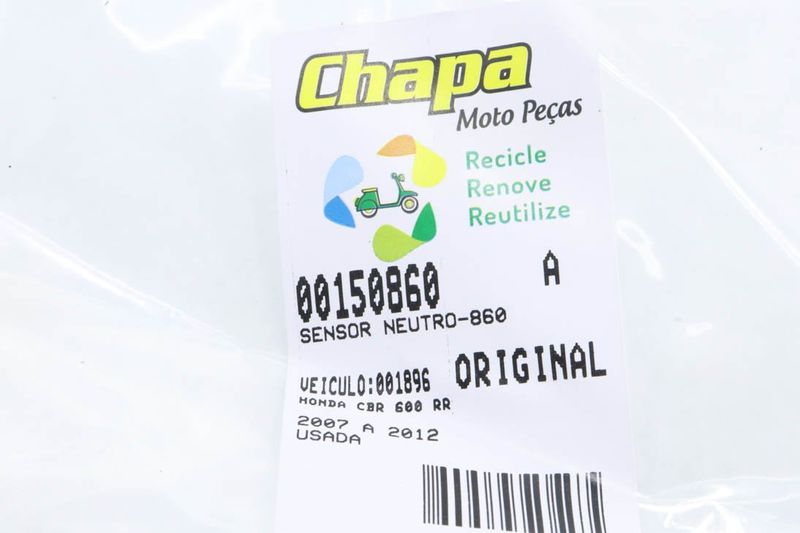 Chapa
Moto Peças
Recicle
Renove
Reutilize
00150860 A
SENSOR NEUTRO-860
VEICULO:001896 ORIGINAL
HONDA CBR 600 RR
2007 A 2012
USADA